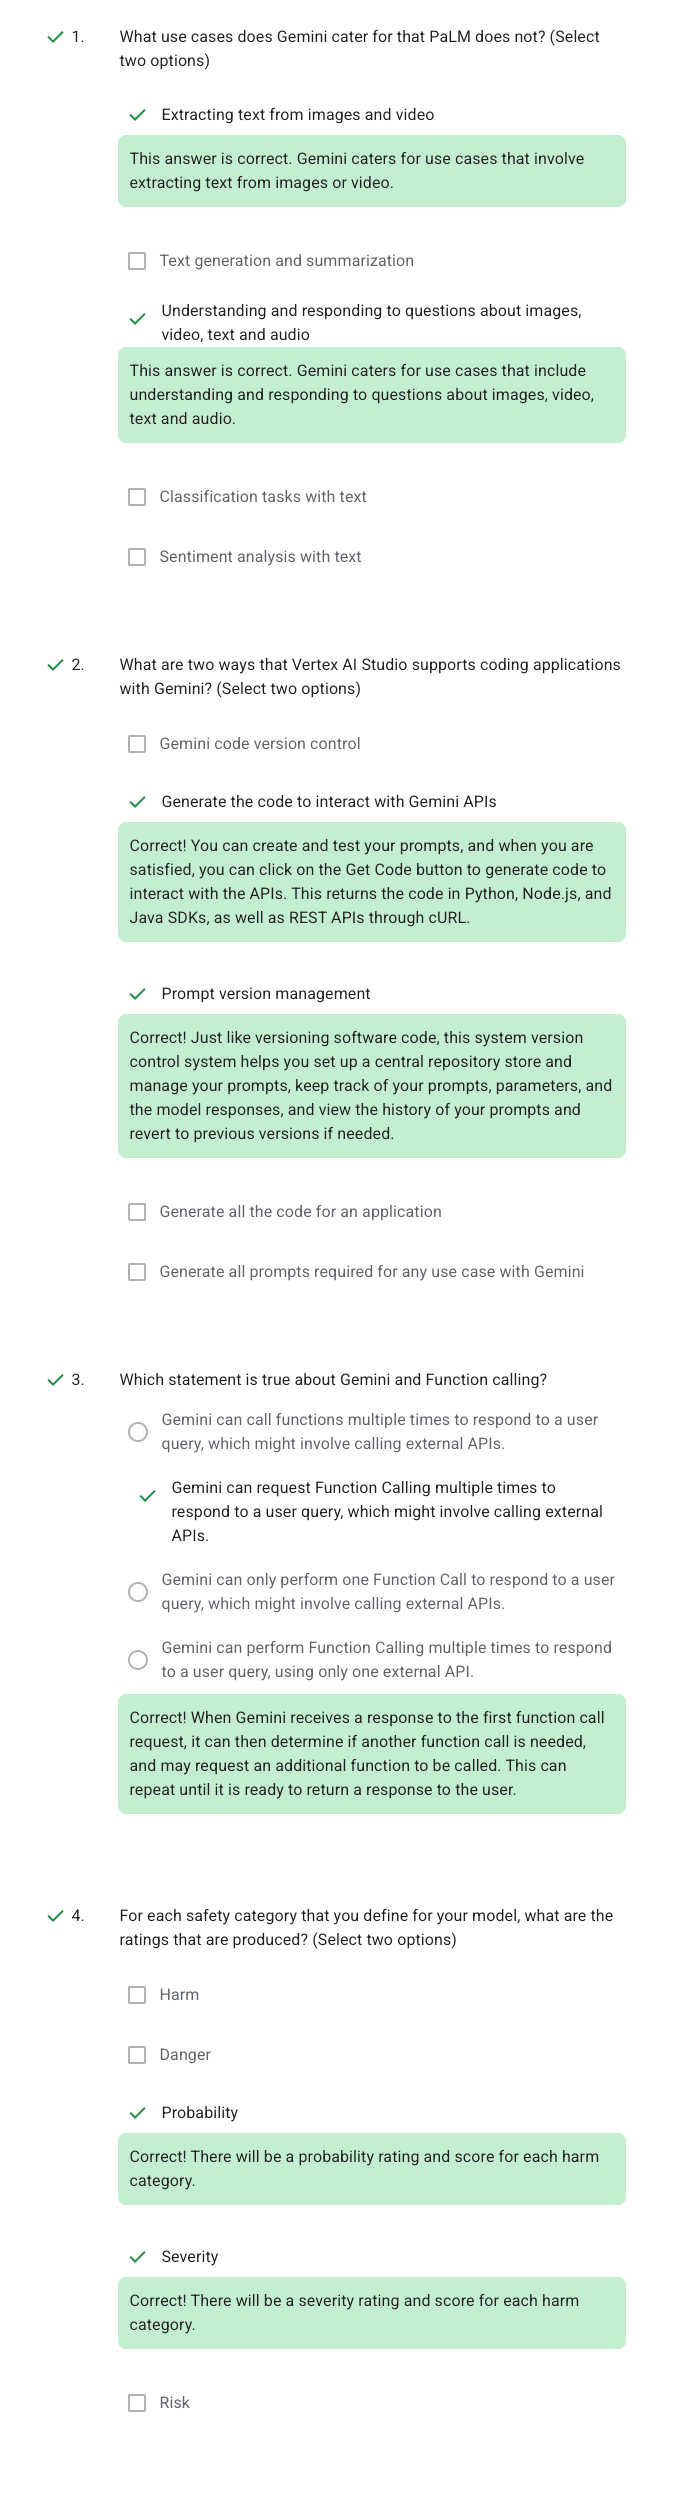 1. What use cases does Gemini cater for that PaLM does not? (Select
two options)
Extracting text from images and video
This answer is correct. Gemini caters for use cases that involve
extracting text from images or video.
Text generation and summarization
Understanding and responding to questions about images,
video, text and audio
This answer is correct. Gemini caters for use cases that include
understanding and responding to questions about images, video,
text and audio.
Classification tasks with text
Sentiment analysis with text
2. What are two ways that Vertex AI Studio supports coding applications
with Gemini? (Select two options)
Gemini code version control
Generate the code to interact with Gemini APIs
Correct! You can create and test your prompts, and when you are
satisfied, you can click on the Get Code button to generate code to
interact with the APIs. This returns the code in Python, Node.js, and
Java SDKs, as well as REST APIs through cURL.
Prompt version management
Correct! Just like versioning software code, this system version
control system helps you set up a central repository store and
manage your prompts, keep track of your prompts, parameters, and
the model responses, and view the history of your prompts and
revert to previous versions if needed.
Generate all the code for an application
Generate all prompts required for any use case with Gemini
3. Which statement is true about Gemini and Function calling?
Gemini can call functions multiple times to respond to a user
query, which might involve calling external APIs.
Gemini can request Function Calling multiple times to
respond to a user query, which might involve calling external
APIs.
Gemini can only perform one Function Call to respond to a user
query, which might involve calling external APIs.
Gemini can perform Function Calling multiple times to respond
to a user query, using only one external API.
Correct! When Gemini receives a response to the first function call
request, it can then determine if another function call is needed,
and may request an additional function to be called. This can
repeat until it is ready to return a response to the user.
4. For each safety category that you define for your model, what are the
ratings that are produced? (Select two options)
Harm
Danger
Probability
Correct! There will be a probability rating and score for each harm
category.
Severity
Correct! There will be a severity rating and score for each harm
category.
Risk